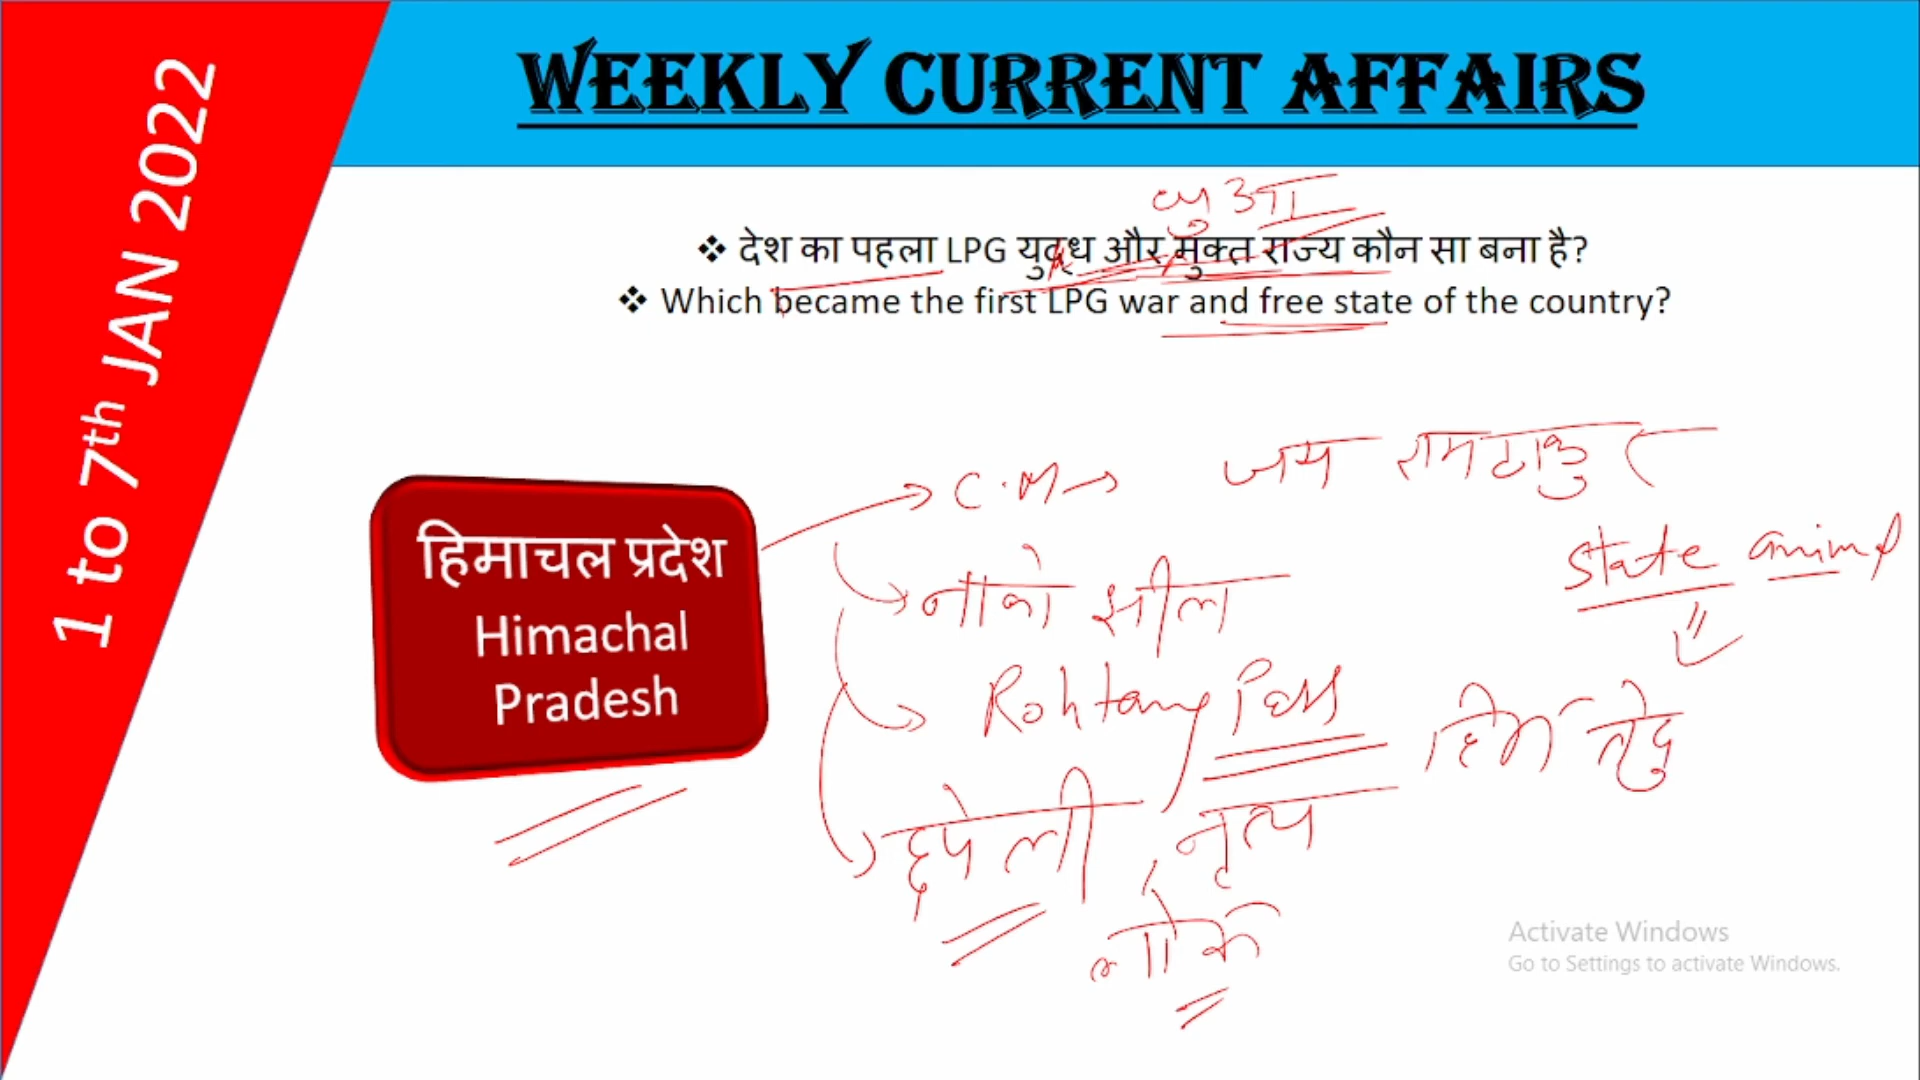 WEEKLY CURRENT AFFAIRS
1 to 7th JAN 2022
धुआं
❖ देश का पहला LPG युद्ध और मुक्त राज्य कौन सा बना है?
❖ Which became the first LPG war and free state of the country?
हिमाचल प्रदेश
Himachal
Pradesh
C.M → जय राम ठाकुर
नाको झील
State animal
Rohtang Pass
हिम तेंदु
छपेली नृत्य
लोक
Activate Windows
Go to Settings to activate Windows.